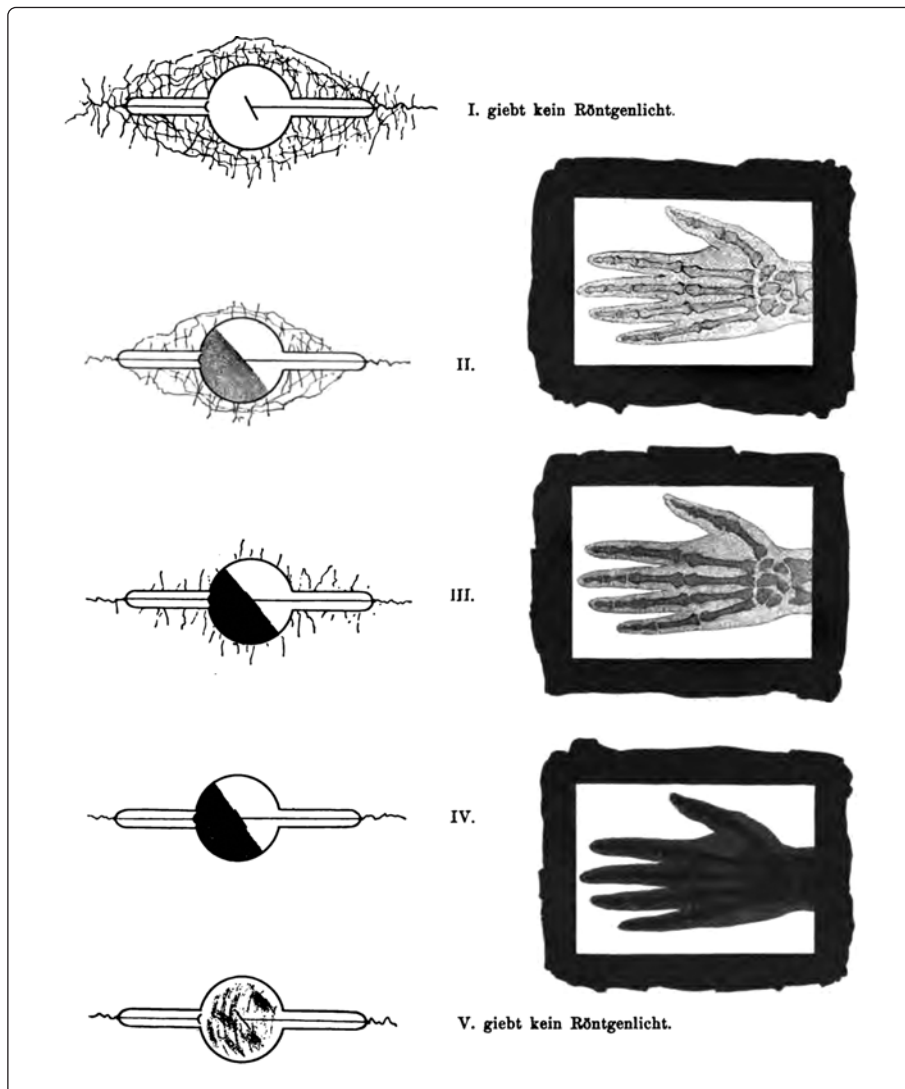 I. giebt kein Röntgenlicht.
II.
III.
IV.
V. giebt kein Röntgenlicht.